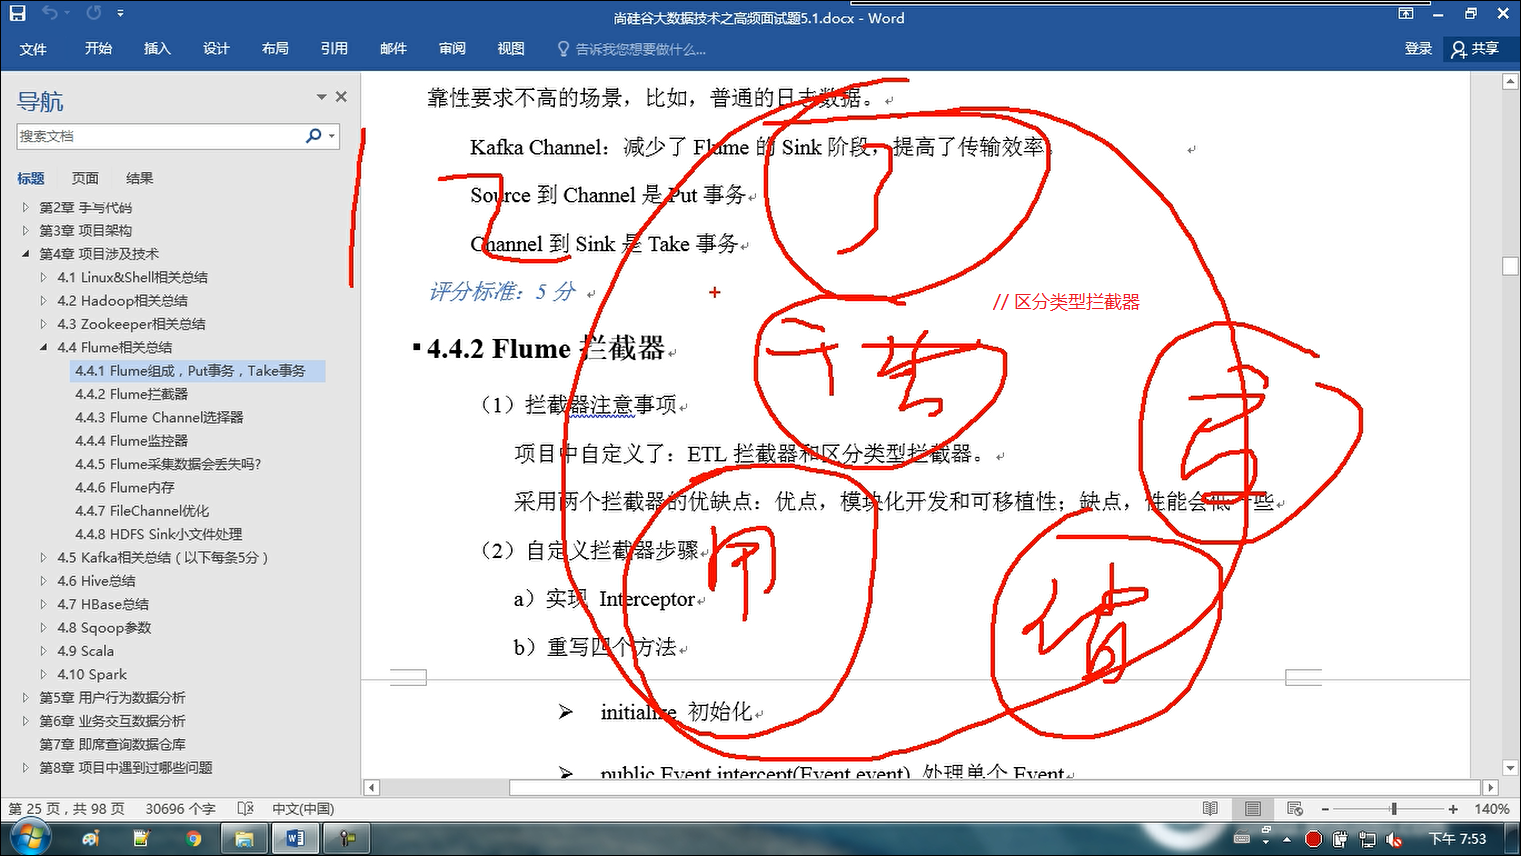 尚硅谷大数据技术之高频面试题5.1.docx - Word
文件 开始 插入 设计 布局 引用 邮件 审阅 视图 告诉我您想要做什么... 登录 共享
导航
搜索文档
标题 页面 结果
第2章 手写代码
第3章 项目架构
第4章 项目涉及技术
4.1 Linux&Shell相关总结
4.2 Hadoop相关总结
4.3 Zookeeper相关总结
4.4 Flume相关总结
4.4.1 Flume组成，Put事务，Take事务
4.4.2 Flume拦截器
4.4.3 Flume Channel选择器
4.4.4 Flume监控器
4.4.5 Flume采集数据会丢失吗?
4.4.6 Flume内存
4.4.7 FileChannel优化
4.4.8 HDFS Sink小文件处理
4.5 Kafka相关总结（以下每条5分）
4.6 Hive总结
4.7 HBase总结
4.8 Sqoop参数
4.9 Scala
4.10 Spark
第5章 用户行为数据分析
第6章 业务交互数据分析
第7章 即席查询数据仓库
第8章 项目中遇到过哪些问题
靠性要求不高的场景，比如，普通的日志数据。
Kafka Channel：减少了 Flume 的 Sink 阶段，提高了传输效率。
Source 到 Channel 是 Put 事务
Channel 到 Sink 是 Take 事务
评分标准：5 分
// 区分类型拦截器
4.4.2 Flume 拦截器
（1）拦截器注意事项
项目中自定义了：ETL 拦截器和区分类型拦截器。
采用两个拦截器的优缺点：优点，模块化开发和可移植性；缺点，性能会低一些
（2）自定义拦截器步骤
a）实现 Interceptor
b）重写四个方法
initialize 初始化
public Event intercept(Event event) 处理单个 Event
第 25 页，共 98 页 30696 个字 中文(中国) 140%
下午 7:53